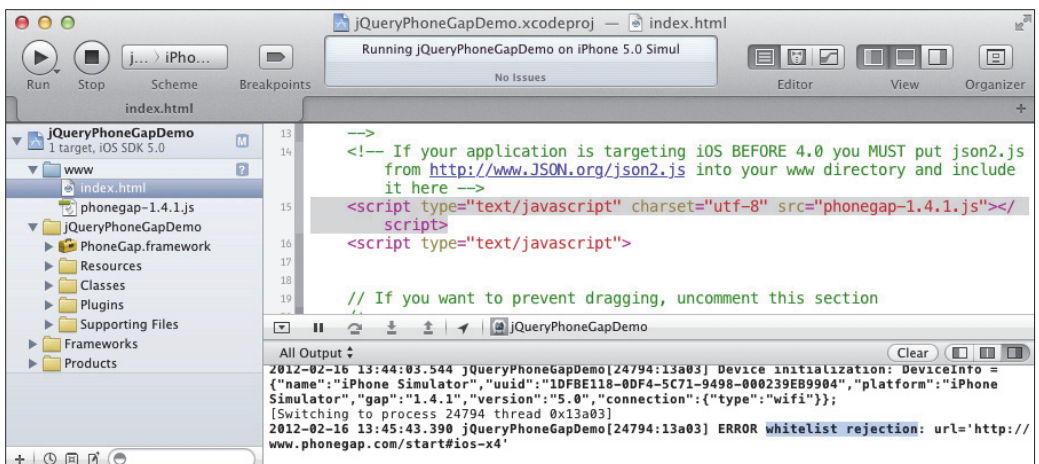 jQueryPhoneGapDemo.xcodeproj — index.html
Run
Stop
j... › iPho...
Scheme
Breakpoints
Running jQueryPhoneGapDemo on iPhone 5.0 Simul
No Issues
Editor
View
Organizer
index.html
jQueryPhoneGapDemo
1 target, iOS SDK 5.0
M
www
?
index.html
phonegap-1.4.1.js
jQueryPhoneGapDemo
PhoneGap.framework
Resources
Classes
Plugins
Supporting Files
Frameworks
Products
13 -->
14 <!-- If your application is targeting iOS BEFORE 4.0 you MUST put json2.js
from http://www.JSON.org/json2.js into your www directory and include
it here -->
15 <script type="text/javascript" charset="utf-8" src="phonegap-1.4.1.js"></
script>
16 <script type="text/javascript">
17
18
19 // If you want to prevent dragging, uncomment this section
jQueryPhoneGapDemo
All Output
Clear
2012-02-16 13:44:03.544 jQueryPhoneGapDemo[24794:13a03] Device initialization: DeviceInfo =
{"name":"iPhone Simulator","uuid":"1DFBE118-0DF4-5C71-9498-000239EB9904","platform":"iPhone
Simulator","gap":"1.4.1","version":"5.0","connection":{"type":"wifi"}};
[Switching to process 24794 thread 0x13a03]
2012-02-16 13:45:43.390 jQueryPhoneGapDemo[24794:13a03] ERROR whitelist rejection: url='http://
www.phonegap.com/start#ios-x4'